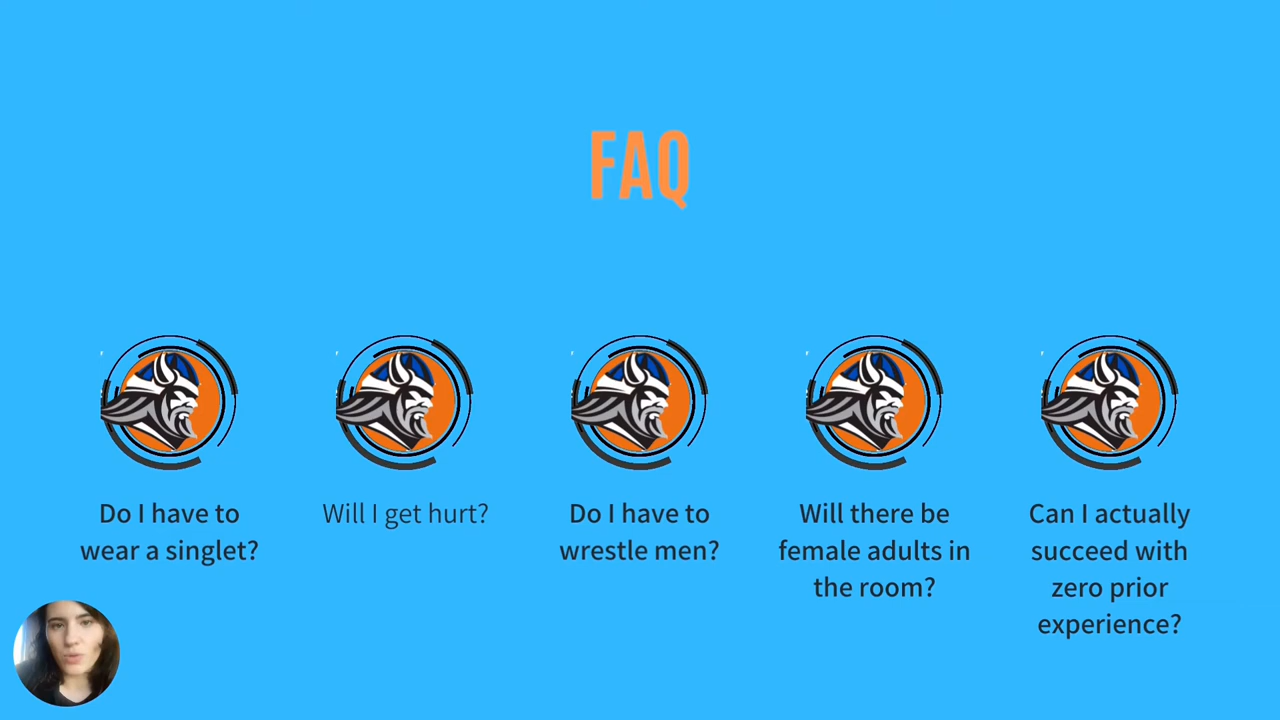 FAQ
Do I have to
wear a singlet?
Will I get hurt?
Do I have to
wrestle men?
Will there be
female adults in
the room?
Can I actually
succeed with
zero prior
experience?